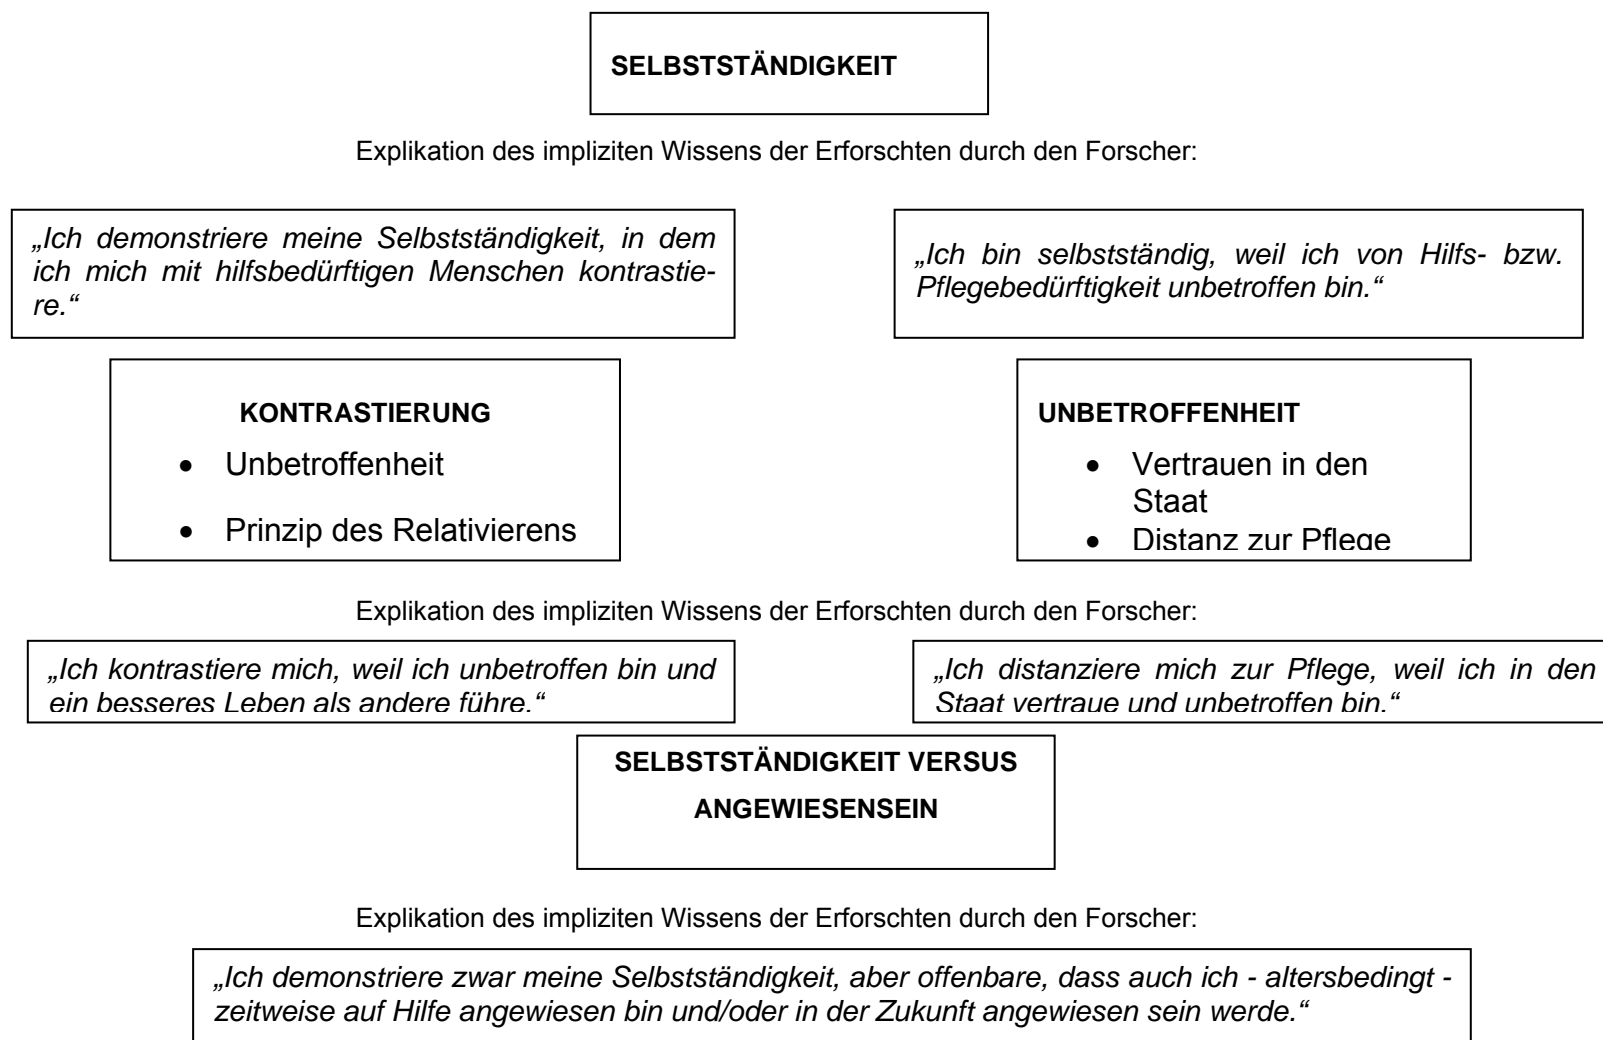 SELBSTSTÄNDIGKEIT
Explikation des impliziten Wissens der Erforschten durch den Forscher:
„Ich demonstriere meine Selbstständigkeit, in dem
ich mich mit hilfsbedürftigen Menschen kontrastie-
re.“
„Ich bin selbstständig, weil ich von Hilfs- bzw.
Pflegebedürftigkeit unbetroffen bin.“
KONTRASTIERUNG
• Unbetroffenheit
• Prinzip des Relativierens
UNBETROFFENHEIT
• Vertrauen in den
Staat
• Distanz zur Pflege
Explikation des impliziten Wissens der Erforschten durch den Forscher:
„Ich kontrastiere mich, weil ich unbetroffen bin und
ein besseres Leben als andere führe.“
„Ich distanziere mich zur Pflege, weil ich in den
Staat vertraue und unbetroffen bin.“
SELBSTSTÄNDIGKEIT VERSUS
ANGEWIESENSEIN
Explikation des impliziten Wissens der Erforschten durch den Forscher:
„Ich demonstriere zwar meine Selbstständigkeit, aber offenbare, dass auch ich - altersbedingt -
zeitweise auf Hilfe angewiesen bin und/oder in der Zukunft angewiesen sein werde.“